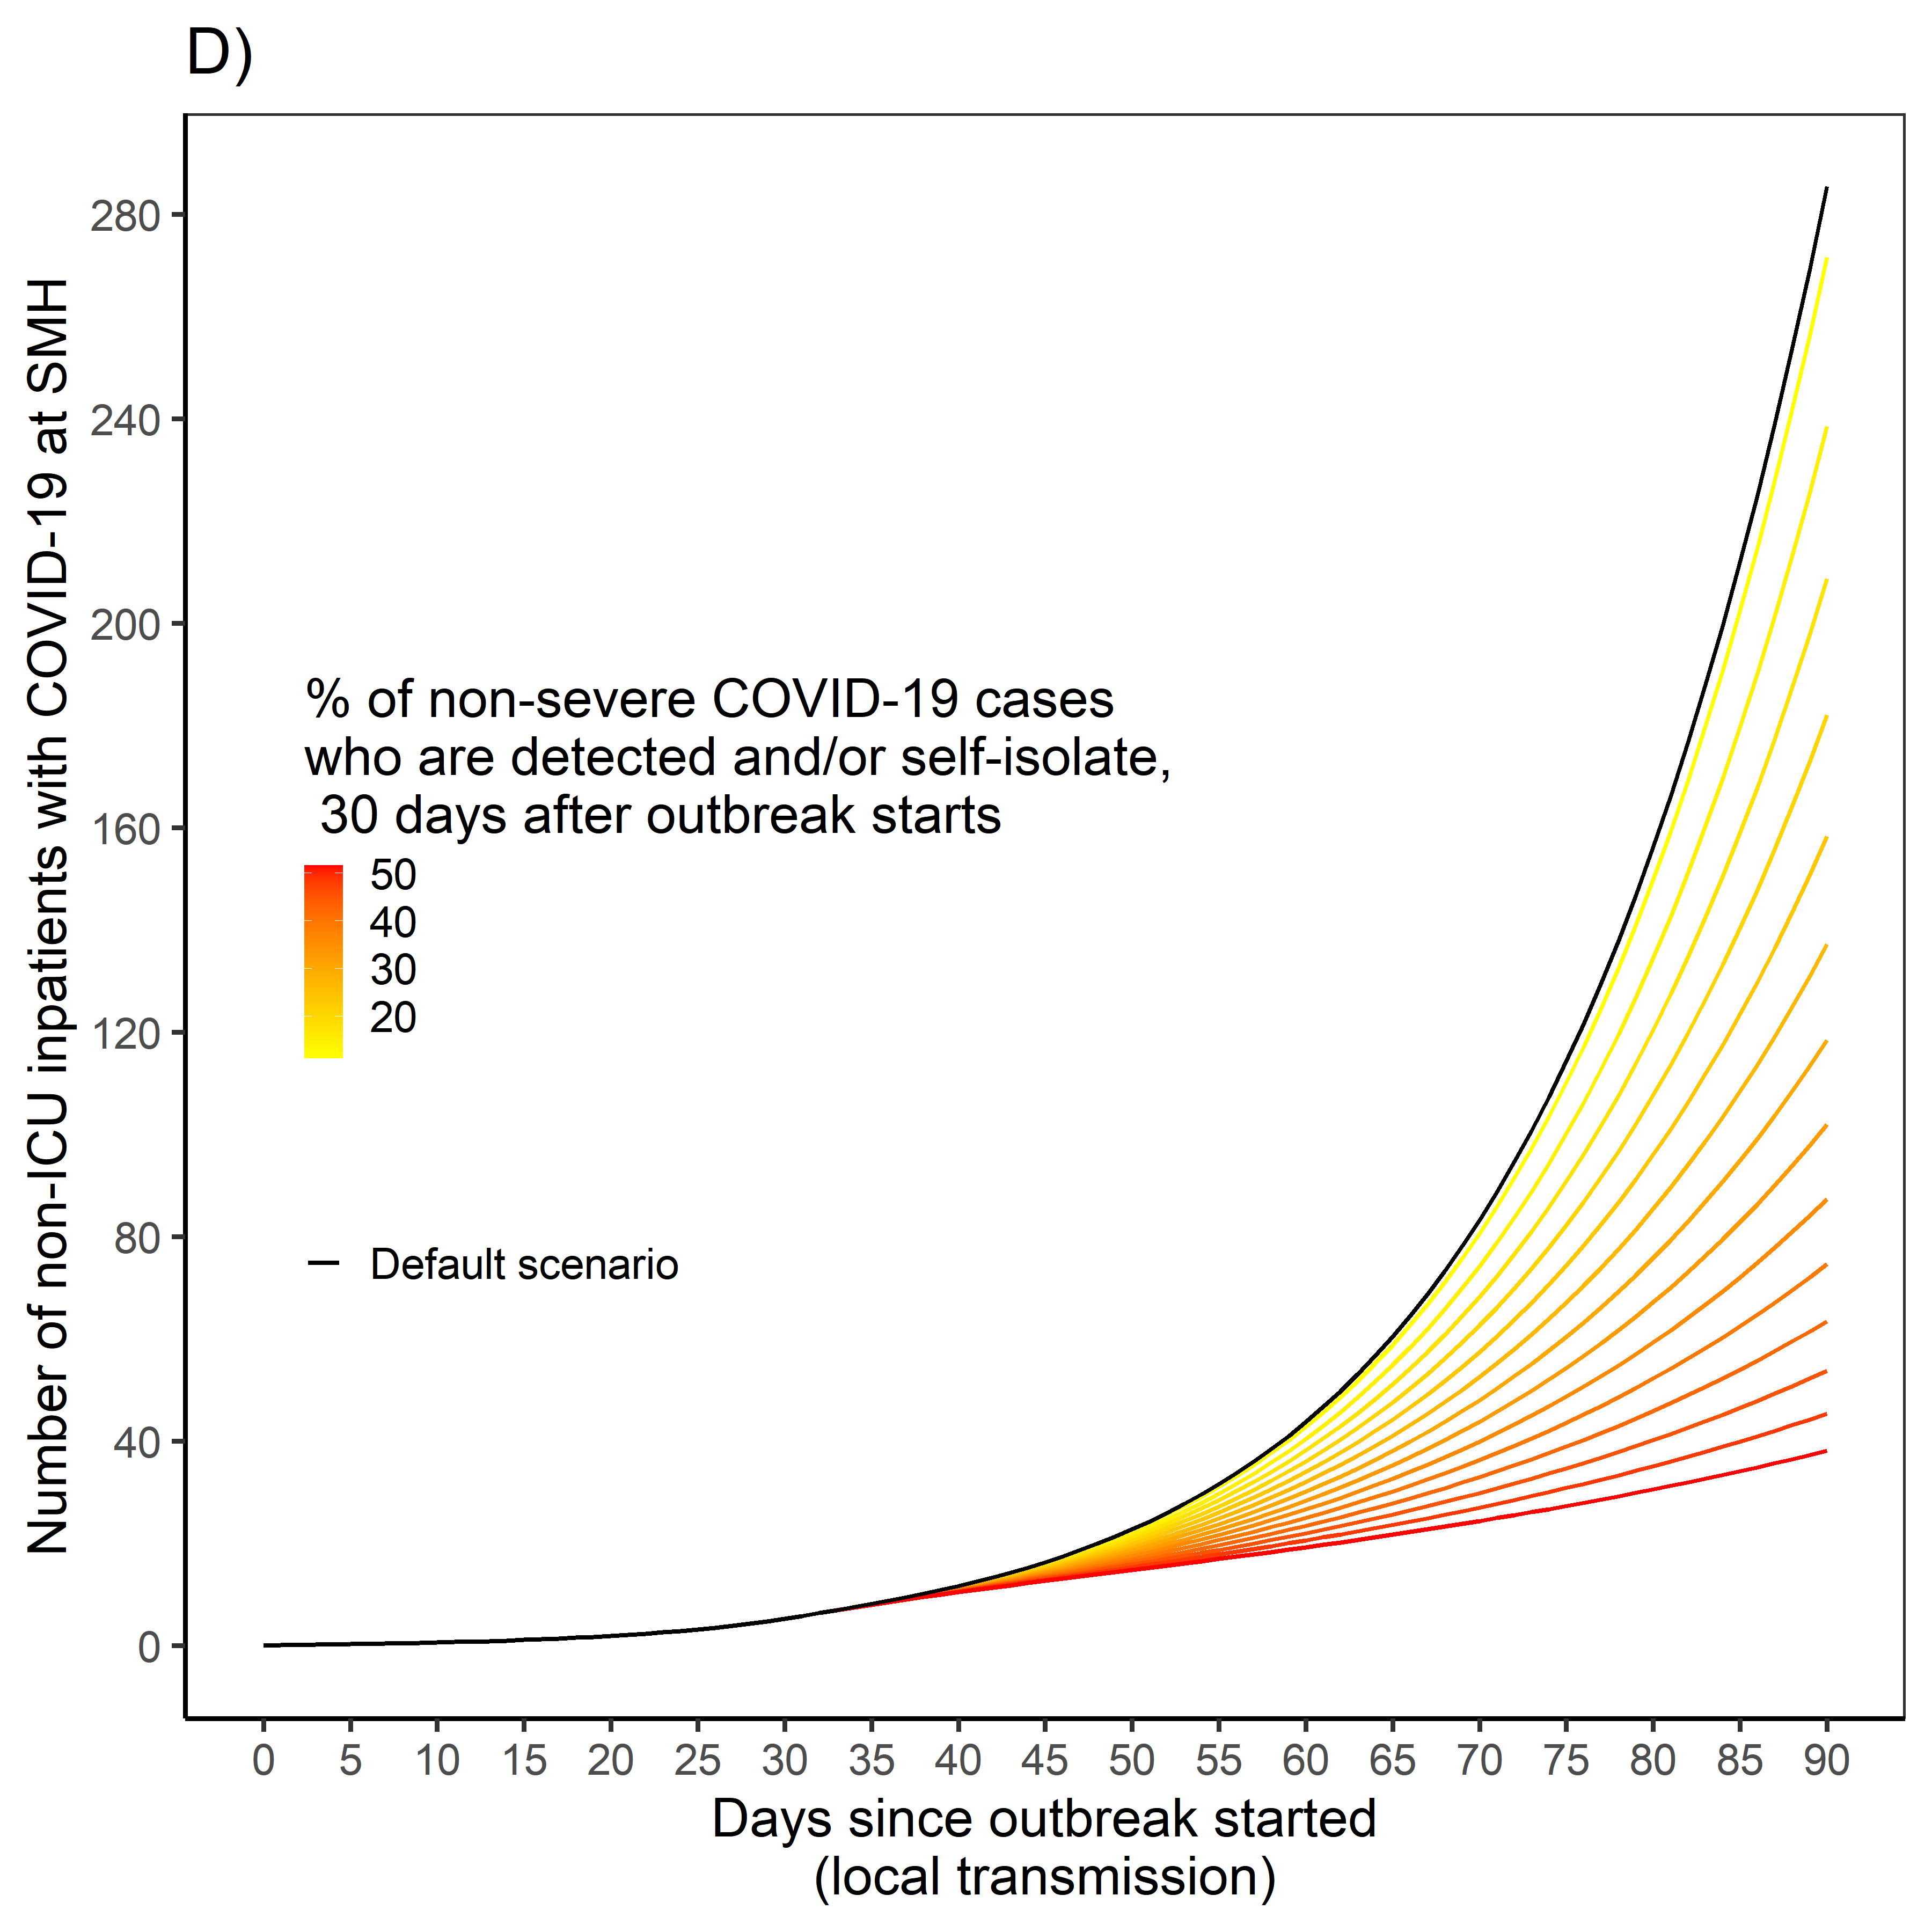 D)
Number of non-ICU inpatients with COVID-19 at SMH
280
240
200
160
120
80
40
0
% of non-severe COVID-19 cases
who are detected and/or self-isolate,
30 days after outbreak starts
50
40
30
20
Default scenario
0 5 10 15 20 25 30 35 40 45 50 55 60 65 70 75 80 85 90
Days since outbreak started
(local transmission)